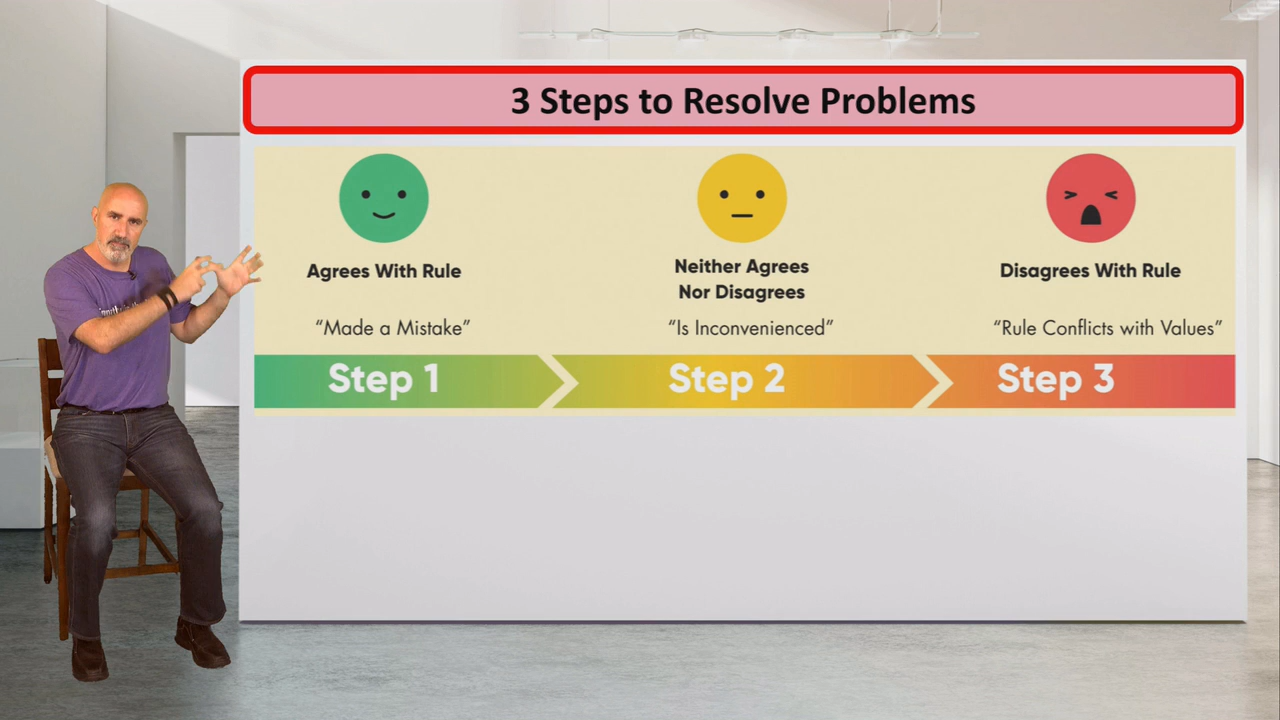 3 Steps to Resolve Problems
Agrees With Rule
Neither Agrees
Nor Disagrees
Disagrees With Rule
“Made a Mistake”
“Is Inconvenienced”
“Rule Conflicts with Values”
Step 1
Step 2
Step 3